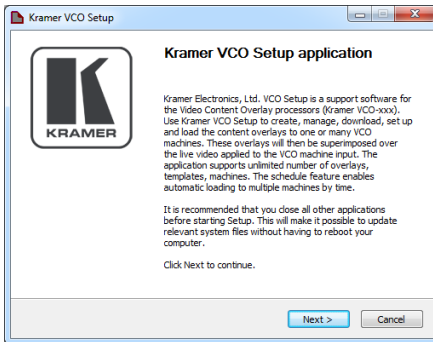 Kramer VCO Setup
Kramer VCO Setup application
KRAMER
Kramer Electronics, Ltd. VCO Setup is a support software for
the Video Content Overlay processors (Kramer VCO-xxx).
Use Kramer VCO Setup to create, manage, download, set up
and load the content overlays to one or many VCO
machines. These overlays will then be superimposed over
the live video applied to the VCO machine input. The
application supports unlimited number of overlays,
templates, machines. The schedule feature enables
automatic loading to multiple machines by time.
It is recommended that you close all other applications
before starting Setup. This will make it possible to update
relevant system files without having to reboot your
computer.
Click Next to continue.
Next >
Cancel